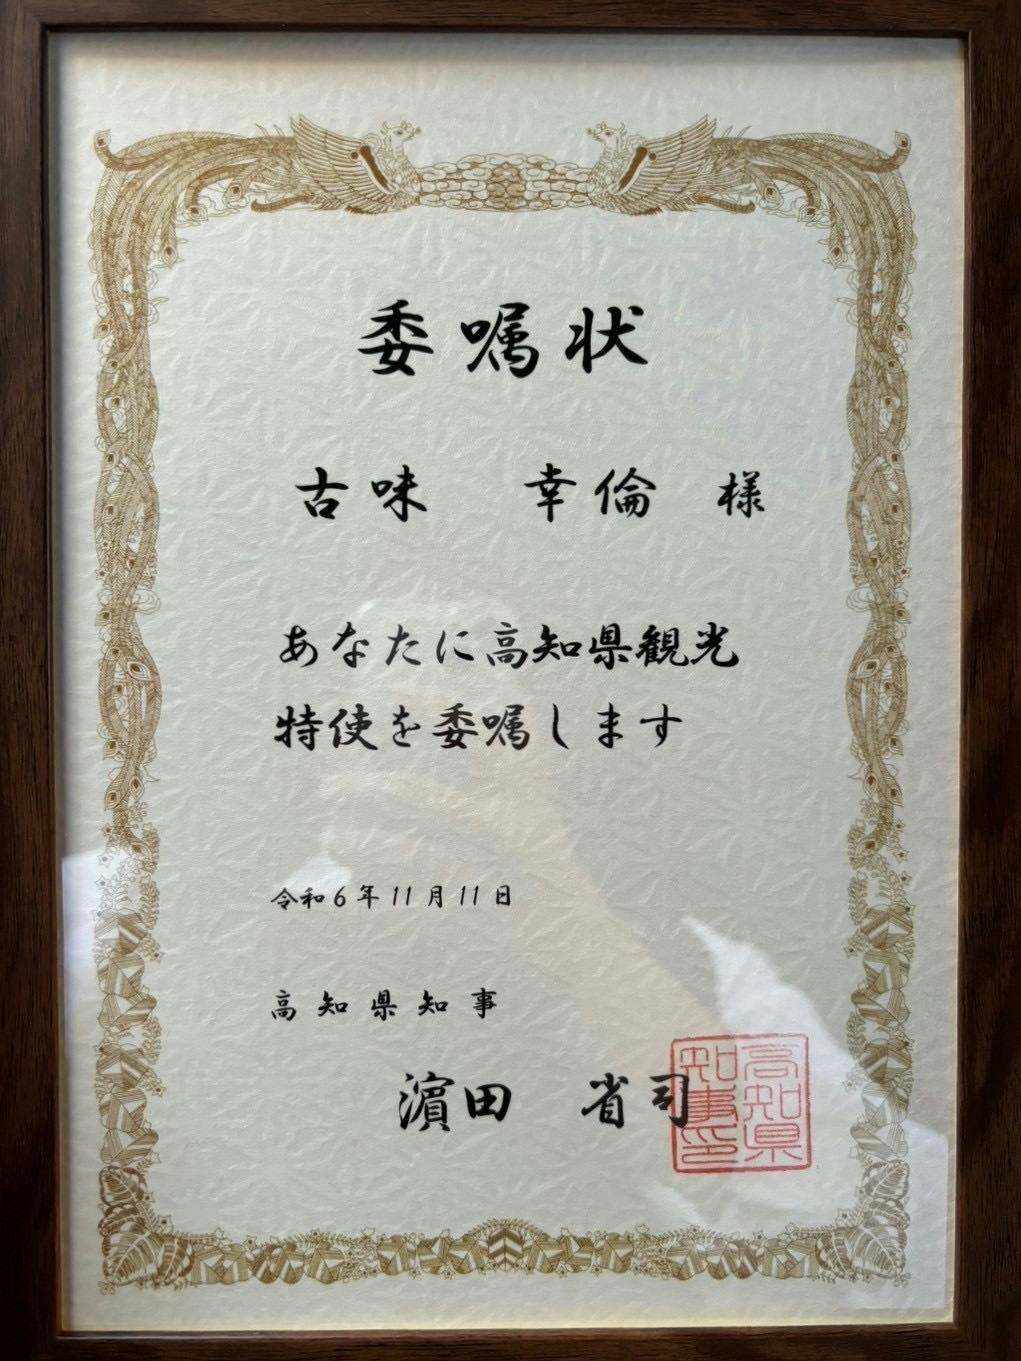 委嘱状
古味 幸倫 様
あなたに高知県観光
特使を委嘱します
令和6年11月11日
高知県知事
濵田 省司
高知県
知事印